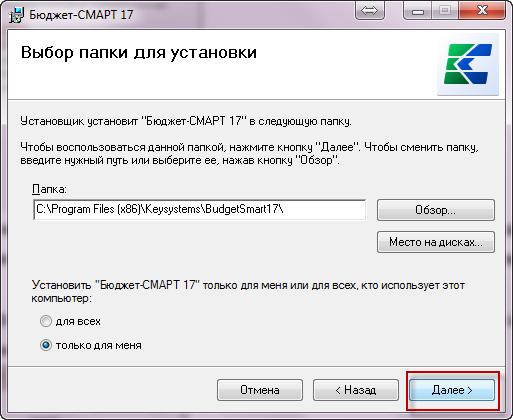 Бюджет-СМАРТ 17
Выбор папки для установки
Установщик установит "Бюджет-СМАРТ 17" в следующую папку.
Чтобы воспользоваться данной папкой, нажмите кнопку "Далее". Чтобы сменить папку,
введите нужный путь или выберите ее, нажав кнопку "Обзор".
Папка:
C:\Program Files (x86)\Keysystems\BudgetSmart17\
Обзор...
Место на дисках...
Установить "Бюджет-СМАРТ 17" только для меня или для всех, кто использует этот
компьютер:
для всех
только для меня
Отмена
< Назад
Далее >